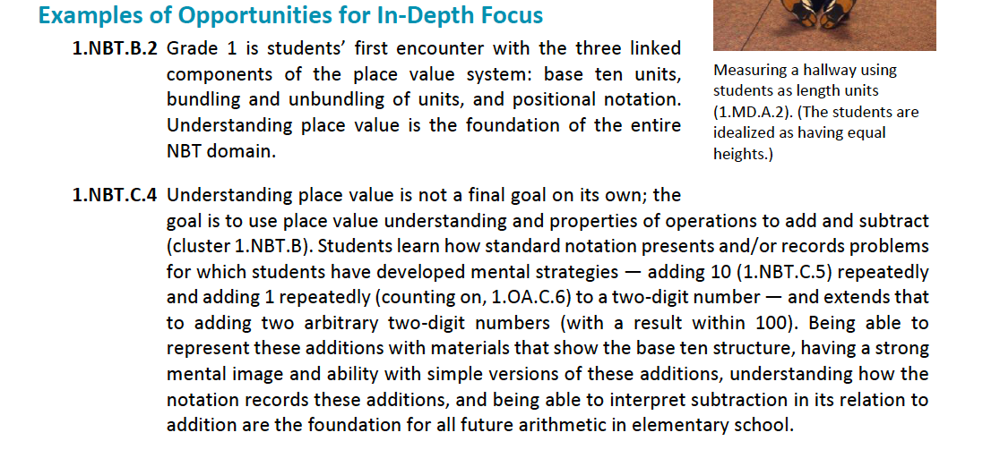 Examples of Opportunities for In-Depth Focus
1.NBT.B.2 Grade 1 is students’ first encounter with the three linked
components of the place value system: base ten units,
bundling and unbundling of units, and positional notation.
Understanding place value is the foundation of the entire
NBT domain.
Measuring a hallway using
students as length units
(1.MD.A.2). (The students are
idealized as having equal
heights.)
1.NBT.C.4 Understanding place value is not a final goal on its own; the
goal is to use place value understanding and properties of operations to add and subtract
(cluster 1.NBT.B). Students learn how standard notation presents and/or records problems
for which students have developed mental strategies — adding 10 (1.NBT.C.5) repeatedly
and adding 1 repeatedly (counting on, 1.OA.C.6) to a two-digit number — and extends that
to adding two arbitrary two-digit numbers (with a result within 100). Being able to
represent these additions with materials that show the base ten structure, having a strong
mental image and ability with simple versions of these additions, understanding how the
notation records these additions, and being able to interpret subtraction in its relation to
addition are the foundation for all future arithmetic in elementary school.